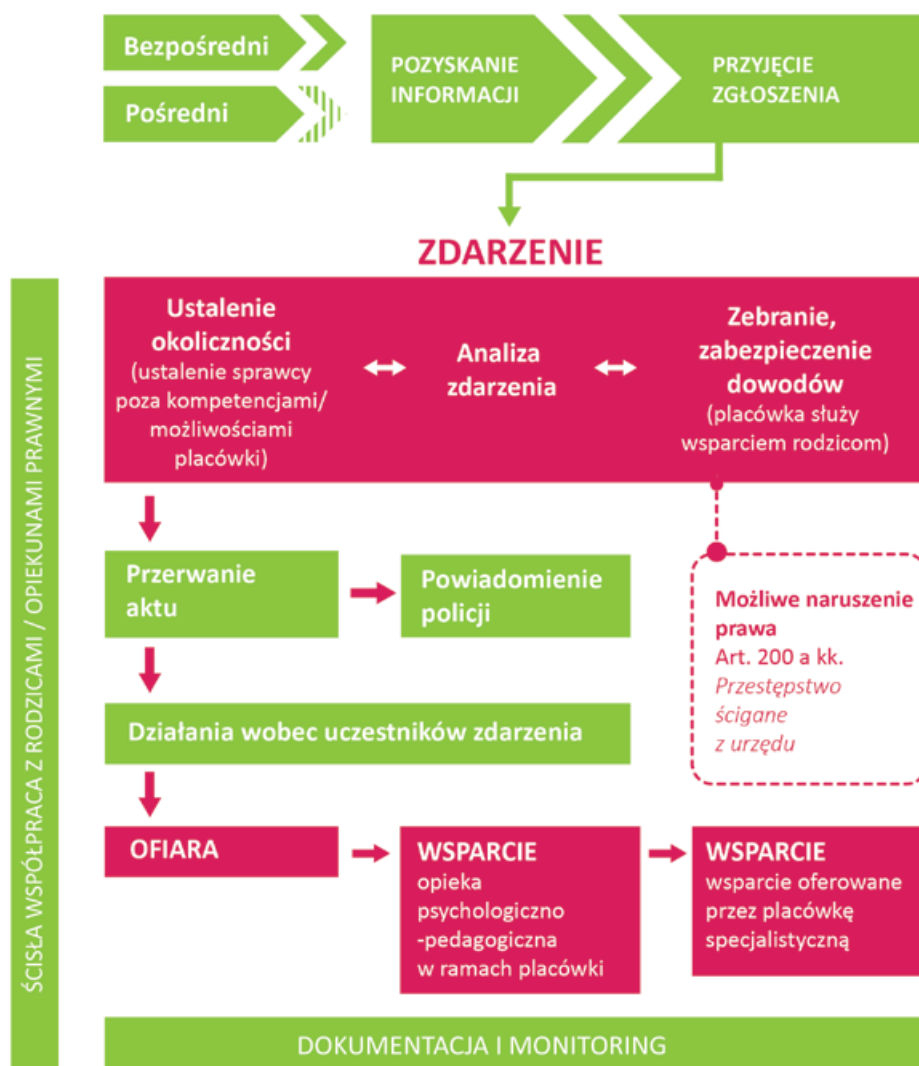 Bezpośredni
Pośredni
POZYSKANIE
INFORMACJI
PRZYJĘCIE
ZGŁOSZENIA
ZDARZENIE
Ustalenie
okoliczności
(ustalenie sprawcy
poza kompetencjami/
możliwościami
placówki)
Analiza
zdarzenia
Zebranie,
zabezpieczenie
dowodów
(placówka służy
wsparciem rodzicom)
Przerwanie
aktu
Powiadomienie
policji
Możliwe naruszenie
prawa
Art. 200 a kk.
Przestępstwo
ścigane
z urzędu
Działania wobec uczestników zdarzenia
OFIARA
WSPARCIE
opieka
psychologiczno
-pedagogiczna
w ramach placówki
WSPARCIE
wsparcie oferowane
przez placówkę
specjalistyczną
ŚCISŁA WSPÓŁPRACA Z RODZICAMI / OPIEKUNAMI PRAWNYMI
DOKUMENTACJA I MONITORING